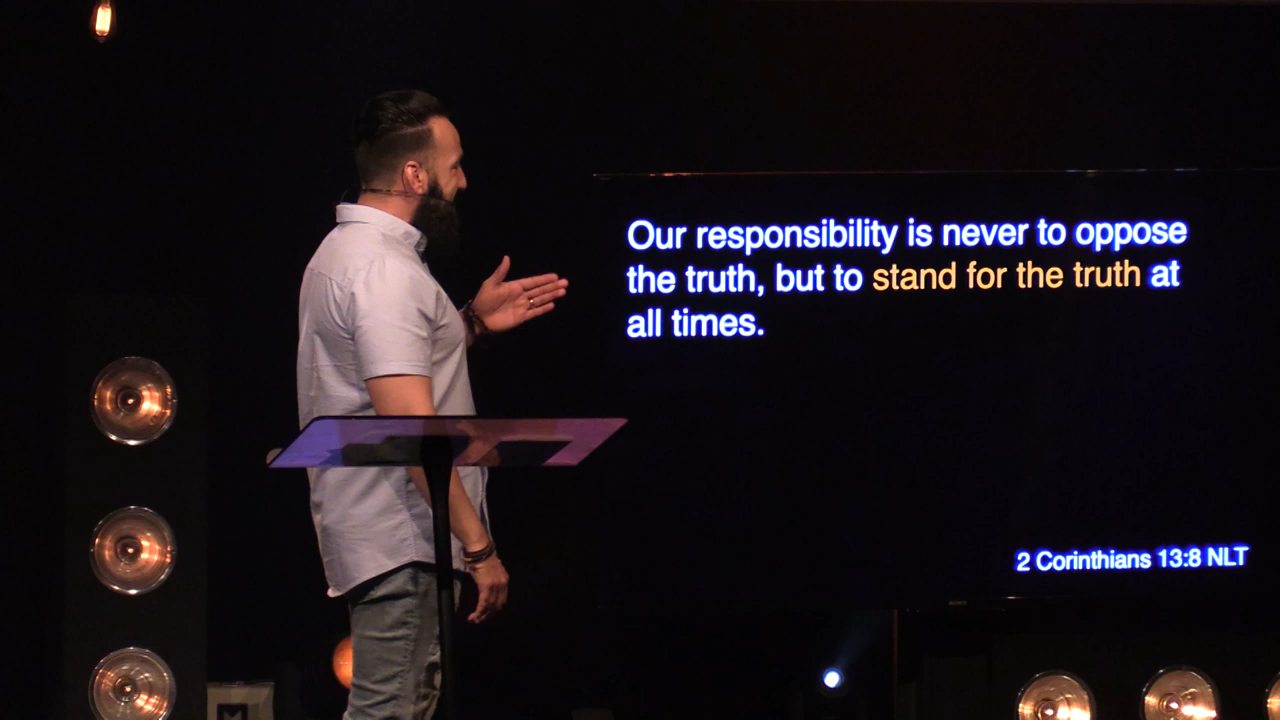 Our responsibility is never to oppose
the truth, but to stand for the truth at
all times.
2 Corinthians 13:8 NLT